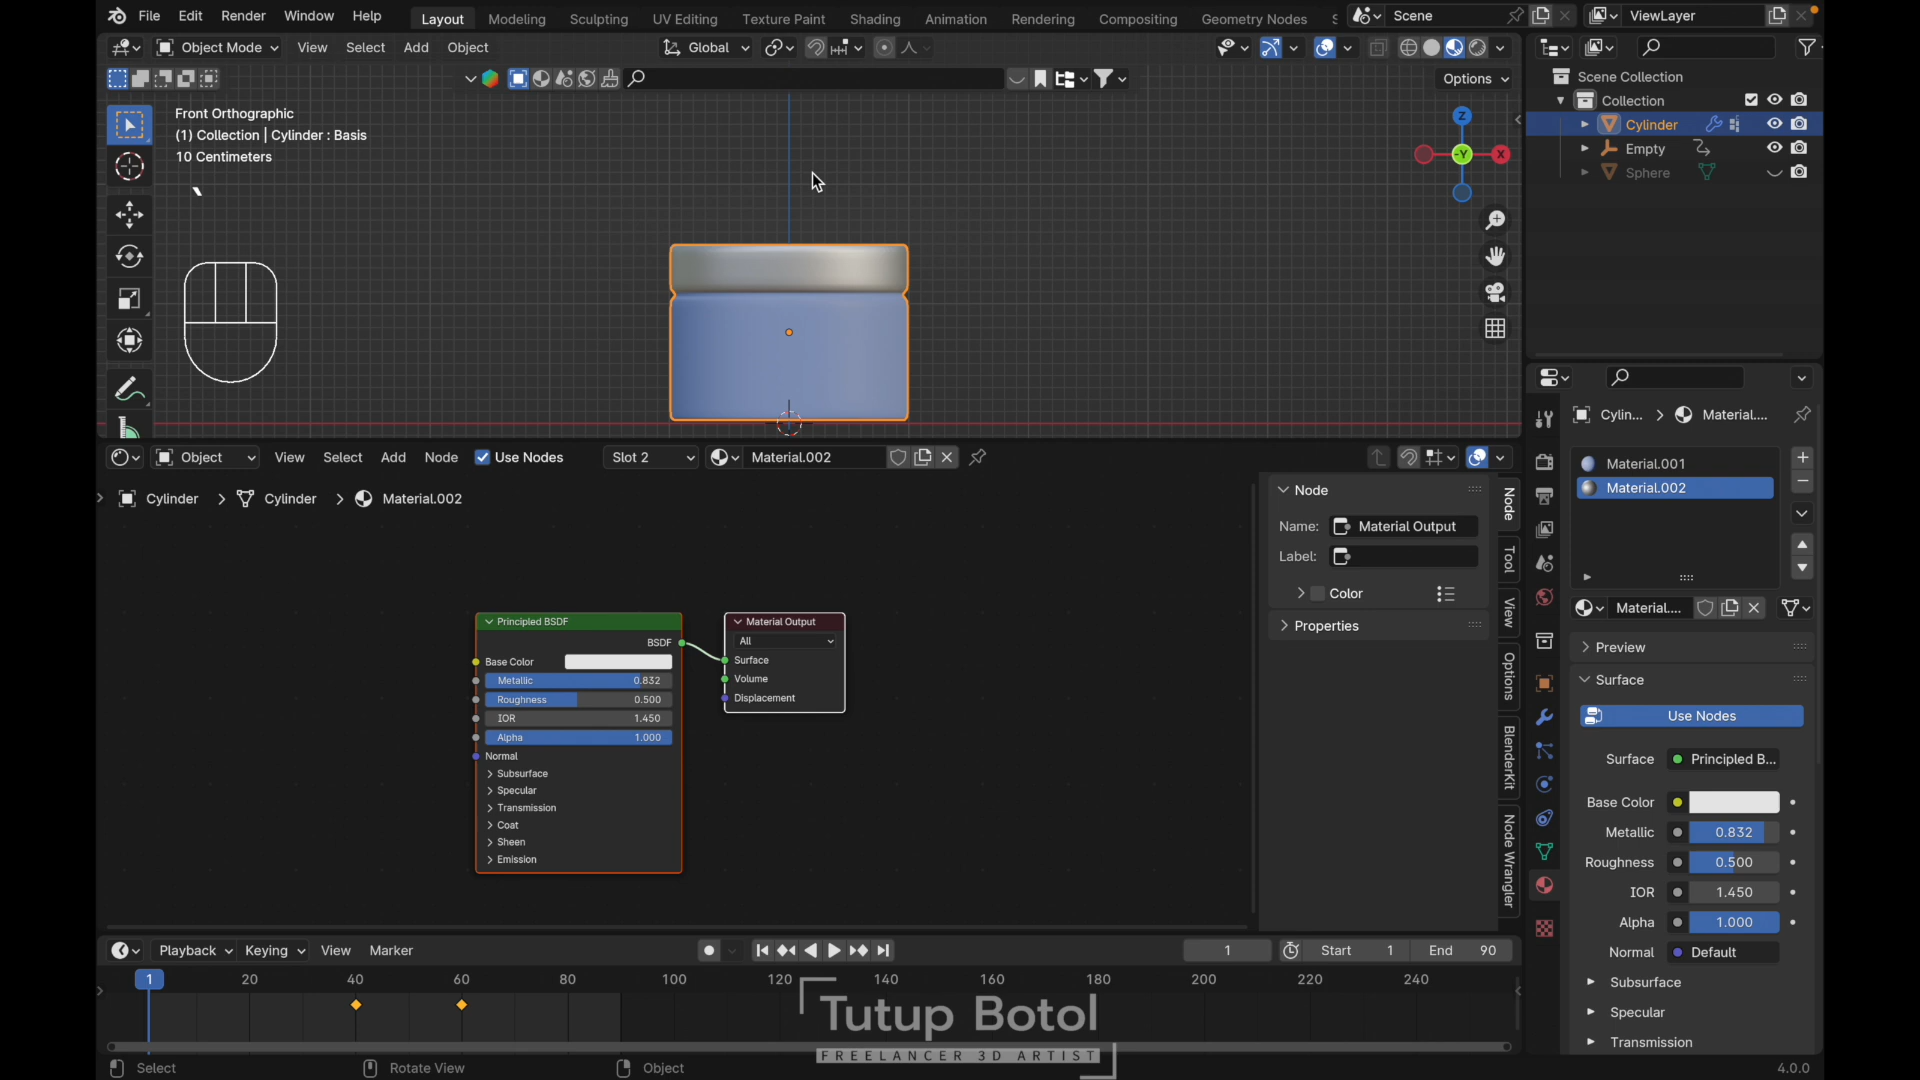 File Edit Render Window Help Layout Modeling Sculpting UV Editing Texture Paint Shading Animation Rendering Compositing Geometry Nodes S Scene ViewLayer
Object Mode View Select Add Object Global
Options
Front Orthographic
(1) Collection | Cylinder : Basis
10 Centimeters
Z
-Y
X
Scene Collection
Collection
Cylinder
Empty
Sphere
Object View Select Add Node Use Nodes Slot 2 Material.002
Cylinder > Cylinder > Material.002
Principled BSDF
BSDF
Base Color
Metallic 0.832
Roughness 0.500
IOR 1.450
Alpha 1.000
Normal
Subsurface
Specular
Transmission
Coat
Sheen
Emission
Material Output
All
Surface
Volume
Displacement
Node
Name: Material Output
Label:
Color
Properties
Node
Tool
View
Options
BlenderKit
Node Wrangler
Cylin... > Material....
Material.001
Material.002
Material....
Preview
Surface
Use Nodes
Surface Principled B...
Base Color
Metallic 0.832
Roughness 0.500
IOR 1.450
Alpha 1.000
Normal Default
Subsurface
Specular
Transmission
Playback Keying View Marker 1 Start 1 End 90
1 20 40 60 80 100 120 140 160 180 200 220 240
Tutup Botol
FREELANCER 3D ARTIST
Select Rotate View Object 4.0.0